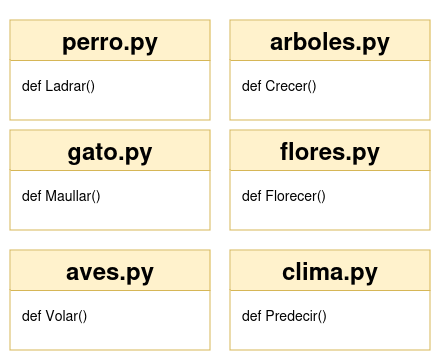 perro.py
def Ladrar()
arboles.py
def Crecer()
gato.py
def Maullar()
flores.py
def Florecer()
aves.py
def Volar()
clima.py
def Predecir()